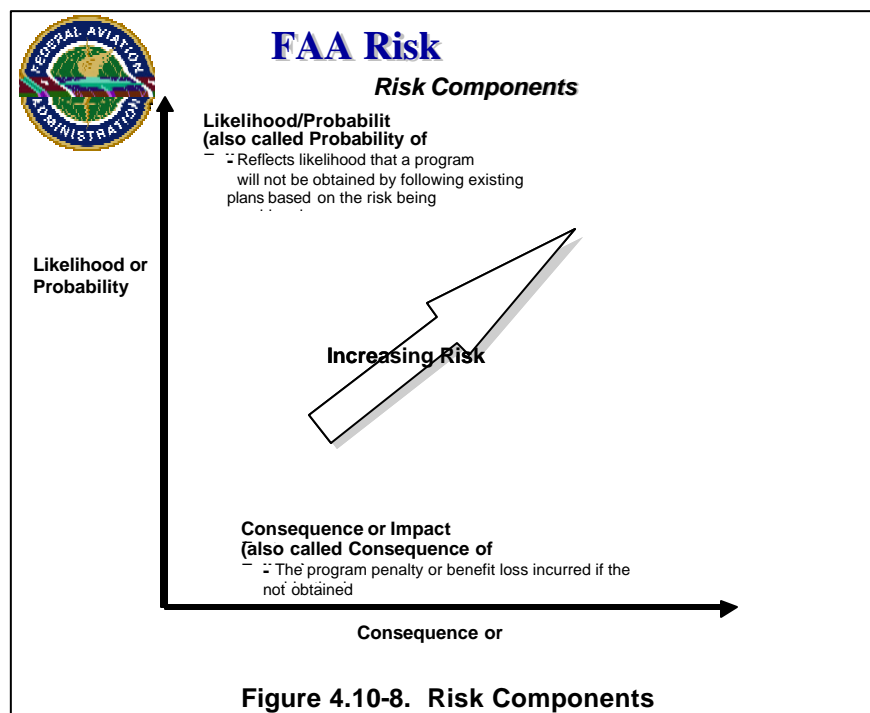 FEDERAL AVIATION
ADMINISTRATION
FAA Risk
Risk Components
Likelihood/Probabilit
(also called Probability of
- Reflects likelihood that a program
will not be obtained by following existing
plans based on the risk being
Likelihood or
Probability
Increasing Risk
Consequence or Impact
(also called Consequence of
- The program penalty or benefit loss incurred if the
not obtained
Consequence or
Figure 4.10-8. Risk Components